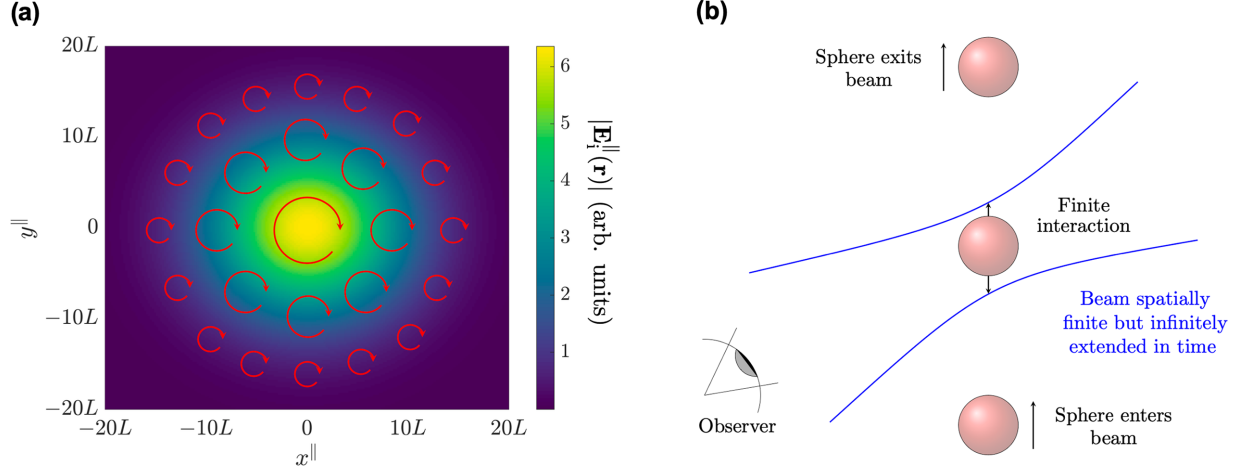 (a)
20L
10L
0
−10L
−20L
−20L
−10L
0
10L
20L
x∥
y∥
6
5
4
3
2
1
|E_i^∥(r)| (arb. units)
(b)
Sphere exits
beam
Finite
interaction
Beam spatially
finite but infinitely
extended in time
Observer
Sphere enters
beam